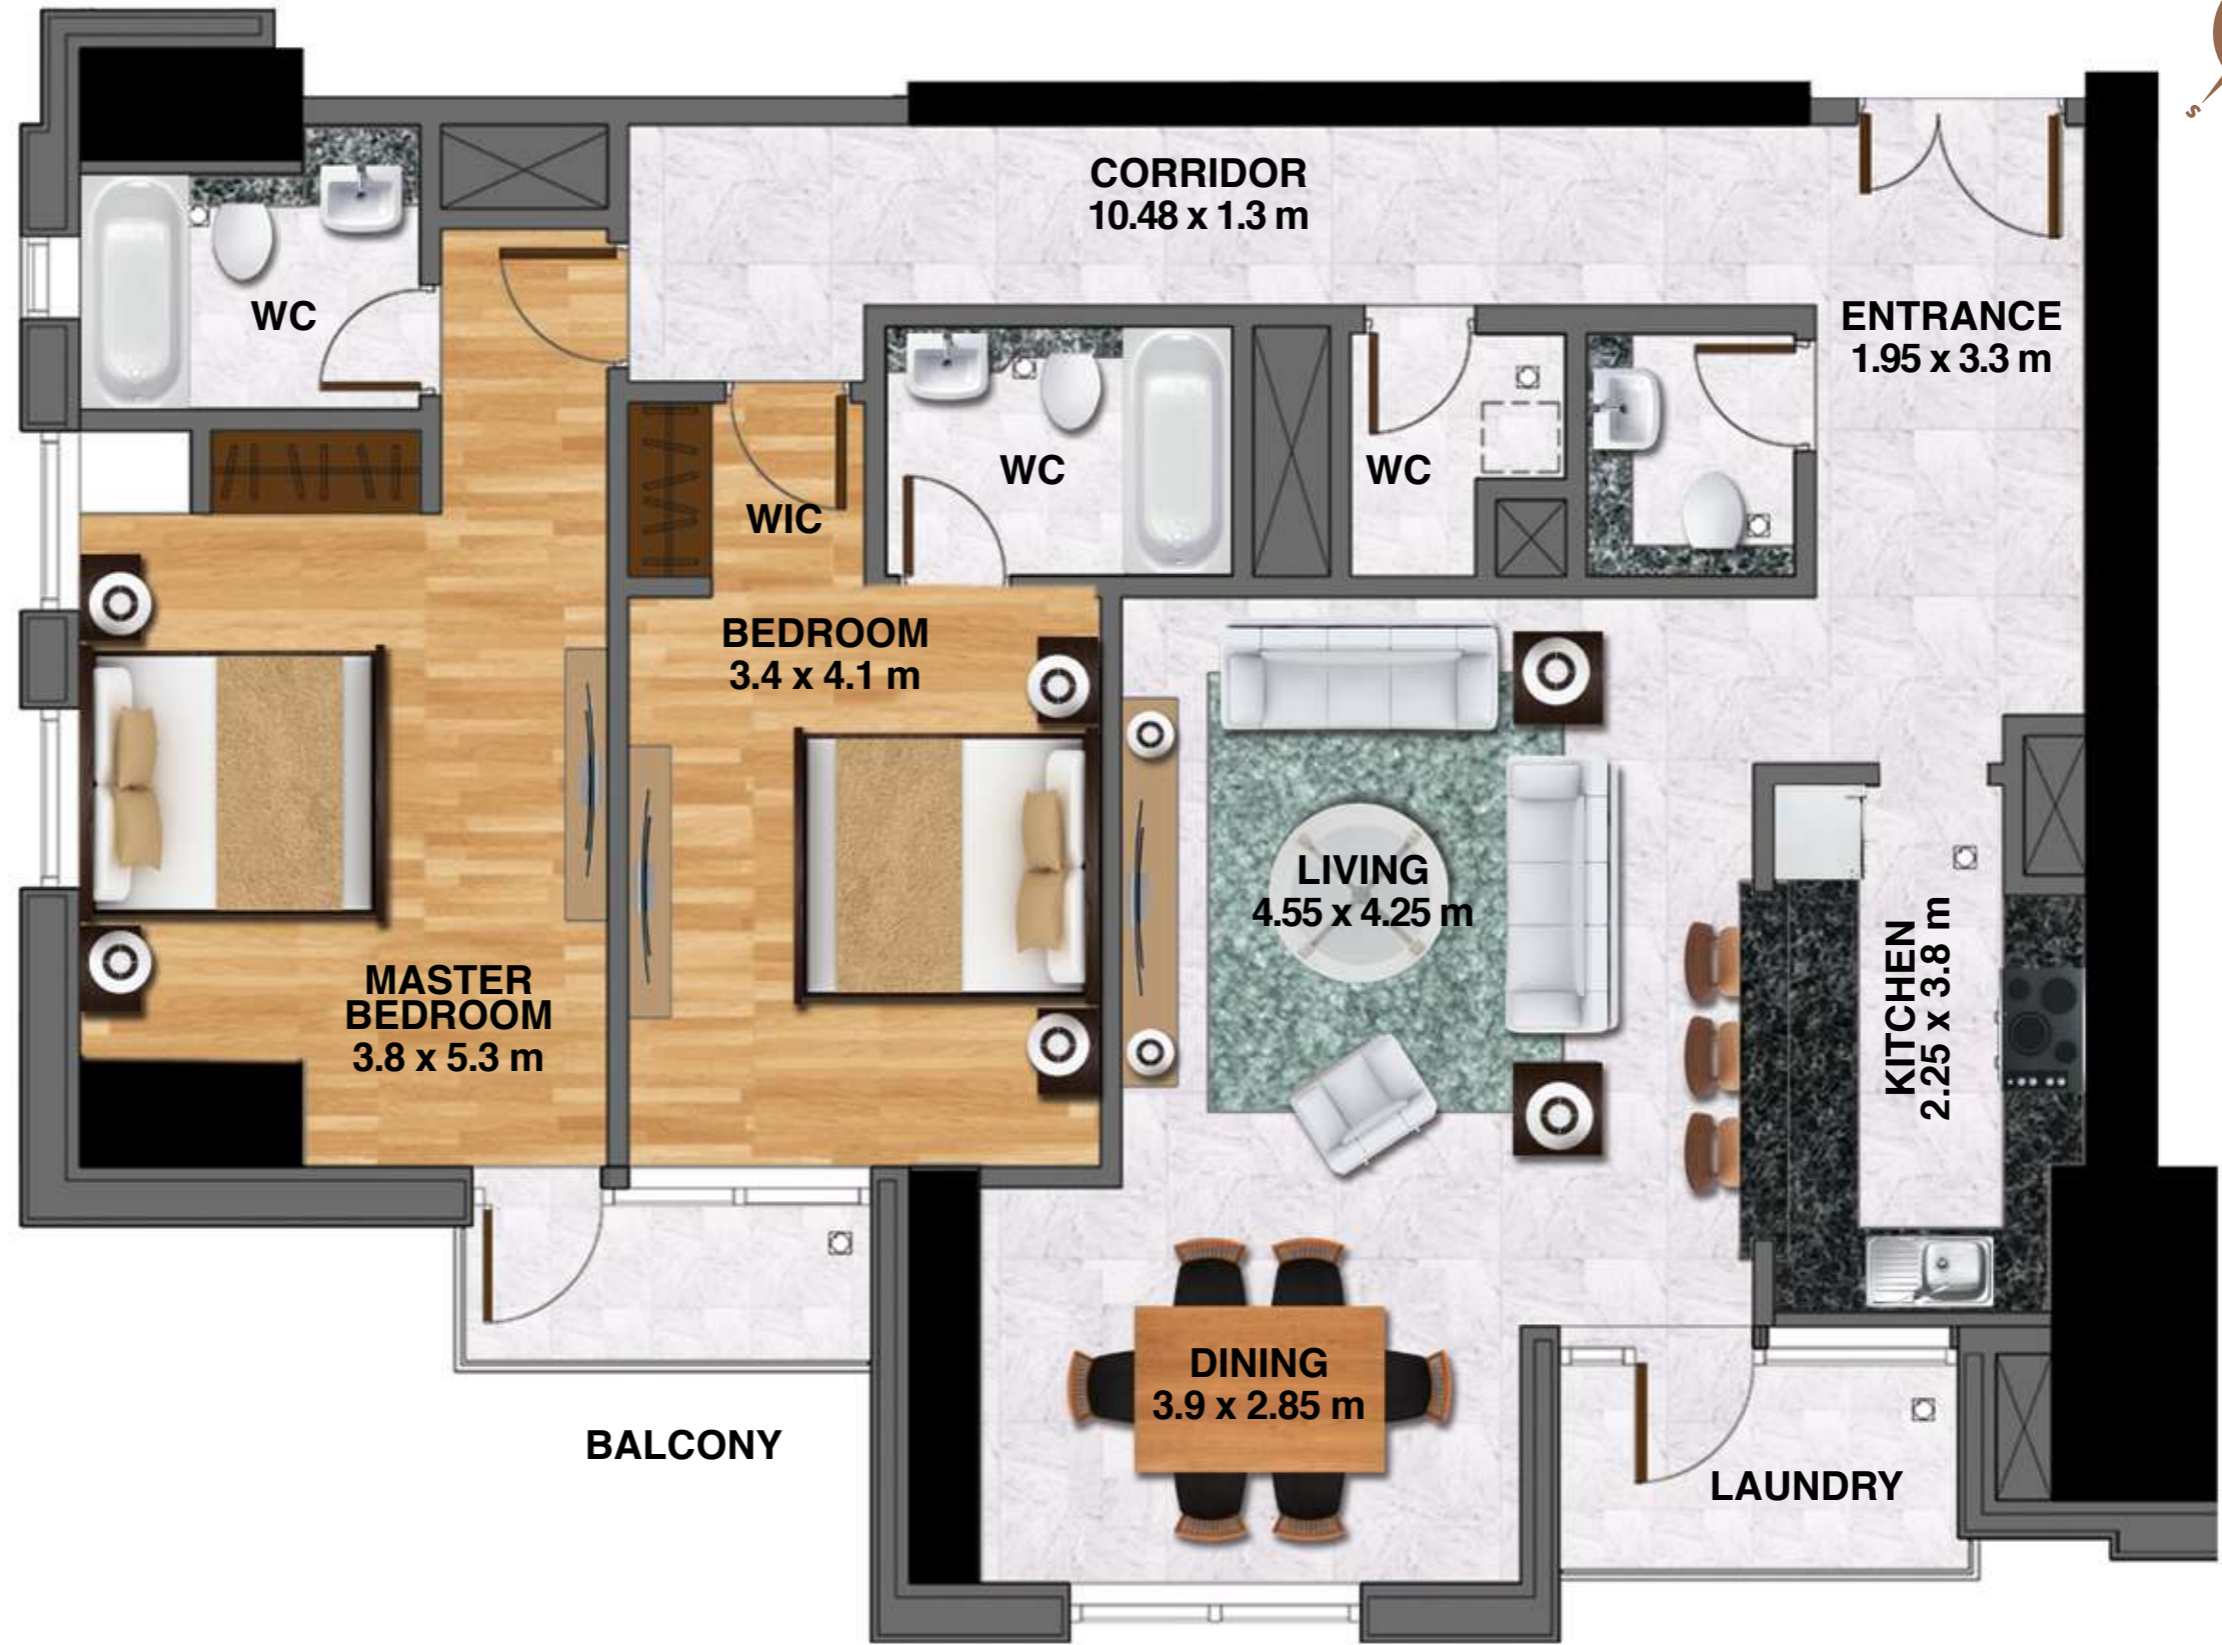 CORRIDOR
10.48 x 1.3 m
S
WC
ENTRANCE
1.95 x 3.3 m
WC
WC
WIC
BEDROOM
3.4 x 4.1 m
LIVING
4.55 x 4.25 m
KITCHEN
2.25 x 3.8 m
MASTER
BEDROOM
3.8 x 5.3 m
DINING
3.9 x 2.85 m
BALCONY
LAUNDRY